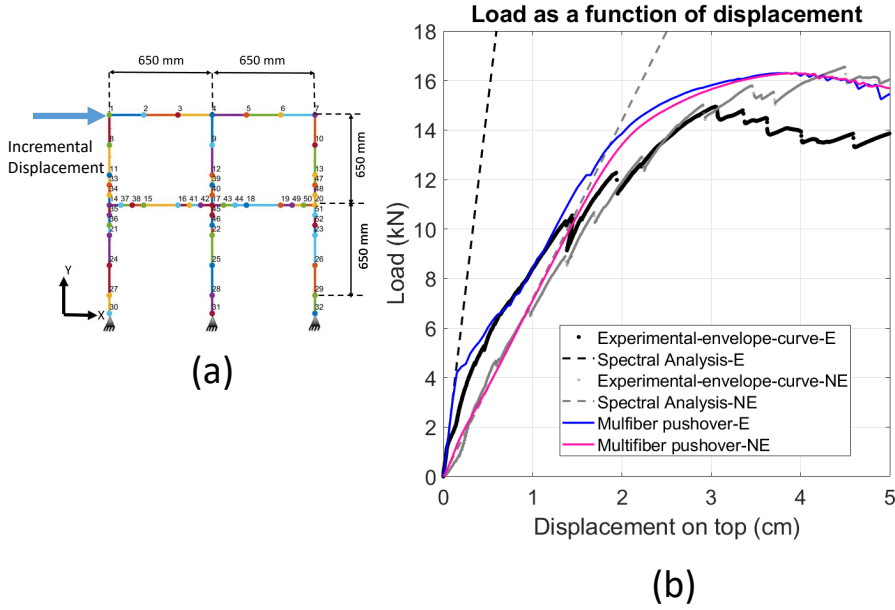 650 mm 650 mm
1 2 3 4 5 6 7
Incremental
Displacement
8 9 10
650 mm
11 12 13
33 39 47
34 40 48
14 37 38 15 16 41 42 17 43 44 18 19 49 50 20
35 45 51
36 46 52
21 22 23
650 mm
24 25 26
27 28 29
30 31 32
Y
X
(a)
Load as a function of displacement
18
16
14
12
10
8
6
4
2
0
Load (kN)
Experimental-envelope-curve-E
Spectral Analysis-E
Experimental-envelope-curve-NE
Spectral Analysis-NE
Mulfiber pushover-E
Multifiber pushover-NE
0 1 2 3 4 5
Displacement on top (cm)
(b)